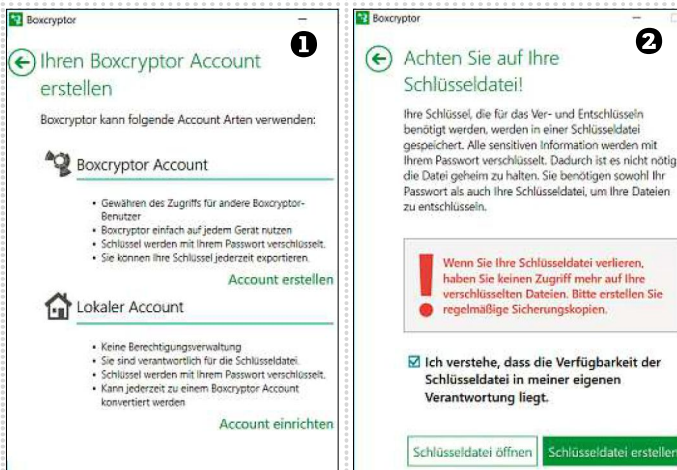 Boxcryptor
1
Ihren Boxcryptor Account
erstellen
Boxcryptor kann folgende Account Arten verwenden:
Boxcryptor Account
• Gewähren des Zugriffs für andere Boxcryptor-
Benutzer
• Boxcryptor einfach auf jedem Gerät nutzen
• Schlüssel werden mit Ihrem Passwort verschlüsselt.
• Sie können Ihre Schlüssel jederzeit exportieren.
Account erstellen
Lokaler Account
• Keine Berechtigungsverwaltung
• Sie sind verantwortlich für die Schlüsseldatei.
• Schlüssel werden mit Ihrem Passwort verschlüsselt.
• Kann jederzeit zu einem Boxcryptor Account
konvertiert werden
Account einrichten
Boxcryptor
2
Achten Sie auf Ihre
Schlüsseldatei!
Ihre Schlüssel, die für das Ver- und Entschlüsseln
benötigt werden, werden in einer Schlüsseldatei
gespeichert. Alle sensitiven Information werden mit
Ihrem Passwort verschlüsselt. Dadurch ist es nicht nötig
die Datei geheim zu halten. Sie benötigen sowohl Ihr
Passwort als auch Ihre Schlüsseldatei, um Ihre Dateien
zu entschlüsseln.
Wenn Sie Ihre Schlüsseldatei verlieren,
haben Sie keinen Zugriff mehr auf Ihre
verschlüsselten Dateien. Bitte erstellen Sie
regelmäßige Sicherungskopien.
Ich verstehe, dass die Verfügbarkeit der
Schlüsseldatei in meiner eigenen
Verantwortung liegt.
Schlüsseldatei öffnen
Schlüsseldatei erstellen